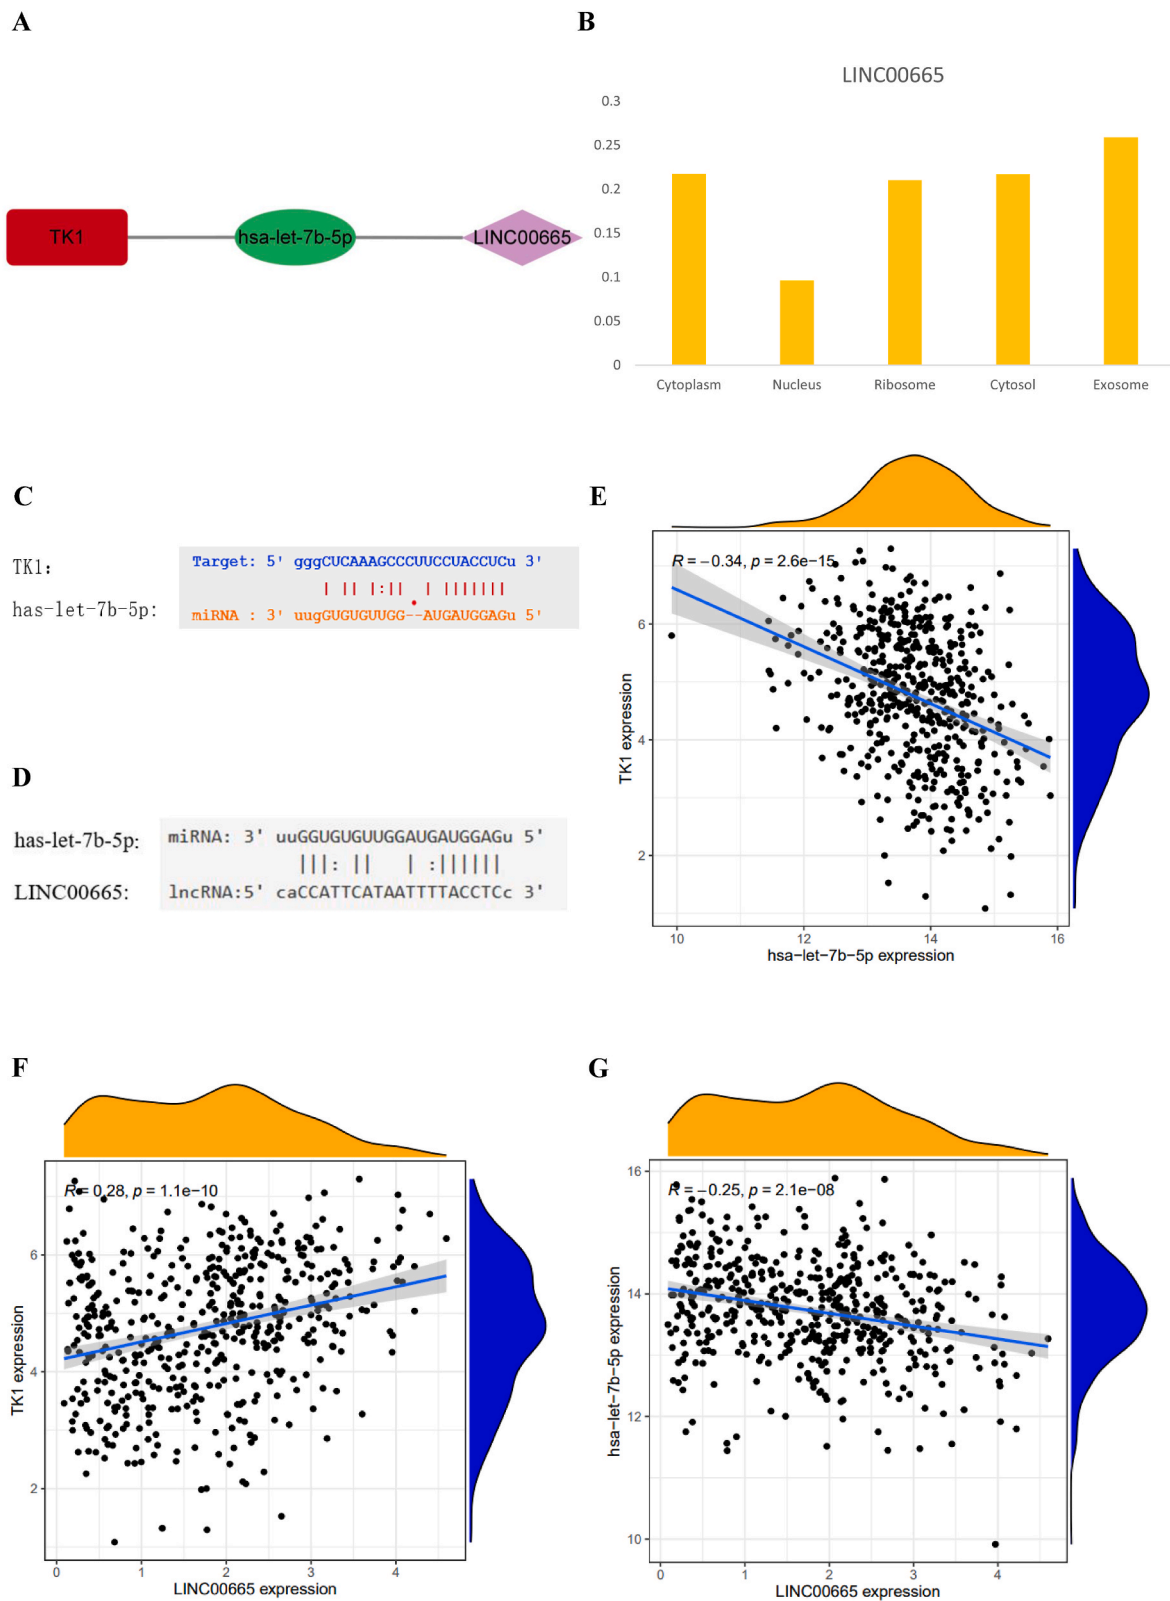 A
B
TK1
hsa-let-7b-5p
LINC00665
LINC00665
0.3
0.25
0.2
0.15
0.1
0.05
0
Cytoplasm
Nucleus
Ribosome
Cytosol
Exosome
C
TK1:
has-let-7b-5p:
Target: 5' gggCUCAAAGCCCUUCCUACCUCu 3'
miRNA : 3' uugGUGUGUUGG--AUGAUGGAGu 5'
D
has-let-7b-5p:
LINC00665:
miRNA: 3' uuGGUGUGUUGGAUGAUGGAGu 5'
lncRNA:5' caCCATTCATAATTTTACCTCc 3'
E
R = −0.34, p = 2.6e−15
TK1 expression
6
4
2
10
12
14
16
hsa−let−7b−5p expression
F
R = 0.28, p = 1.1e−10
TK1 expression
6
4
2
0
1
2
3
4
LINC00665 expression
G
R = −0.25, p = 2.1e−08
hsa−let−7b−5p expression
16
14
12
10
0
1
2
3
4
LINC00665 expression